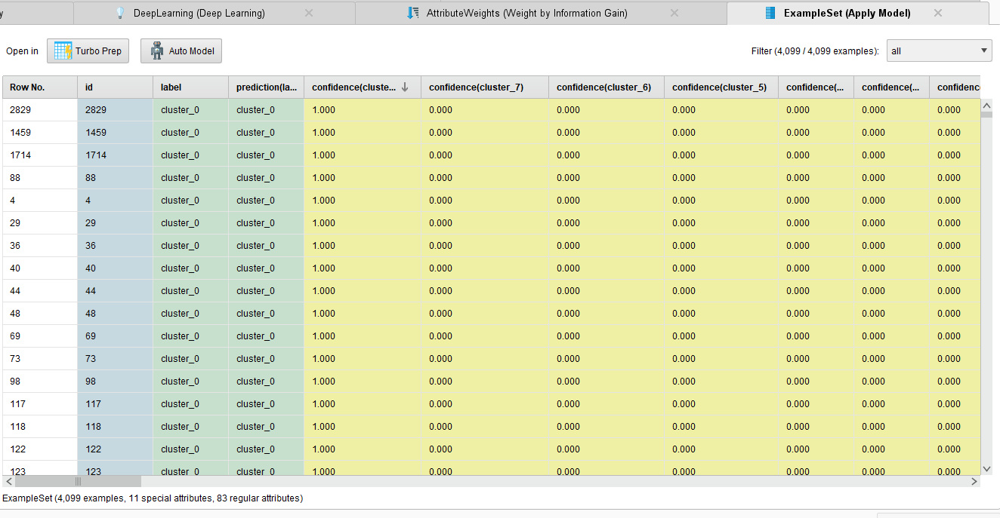 y DeepLearning (Deep Learning) AttributeWeights (Weight by Information Gain) ExampleSet (Apply Model)
Open in Turbo Prep Auto Model Filter (4,099 / 4,099 examples): all
Row No. id label prediction(la... confidence(cluste... confidence(cluster_7) confidence(cluster_6) confidence(cluster_5) confidence(... confidence(... confidenc
2829 2829 cluster_0 cluster_0 1.000 0.000 0.000 0.000 0.000 0.000 0.000
1459 1459 cluster_0 cluster_0 1.000 0.000 0.000 0.000 0.000 0.000 0.000
1714 1714 cluster_0 cluster_0 1.000 0.000 0.000 0.000 0.000 0.000 0.000
88 88 cluster_0 cluster_0 1.000 0.000 0.000 0.000 0.000 0.000 0.000
4 4 cluster_0 cluster_0 1.000 0.000 0.000 0.000 0.000 0.000 0.000
29 29 cluster_0 cluster_0 1.000 0.000 0.000 0.000 0.000 0.000 0.000
36 36 cluster_0 cluster_0 1.000 0.000 0.000 0.000 0.000 0.000 0.000
40 40 cluster_0 cluster_0 1.000 0.000 0.000 0.000 0.000 0.000 0.000
44 44 cluster_0 cluster_0 1.000 0.000 0.000 0.000 0.000 0.000 0.000
48 48 cluster_0 cluster_0 1.000 0.000 0.000 0.000 0.000 0.000 0.000
69 69 cluster_0 cluster_0 1.000 0.000 0.000 0.000 0.000 0.000 0.000
73 73 cluster_0 cluster_0 1.000 0.000 0.000 0.000 0.000 0.000 0.000
98 98 cluster_0 cluster_0 1.000 0.000 0.000 0.000 0.000 0.000 0.000
117 117 cluster_0 cluster_0 1.000 0.000 0.000 0.000 0.000 0.000 0.000
118 118 cluster_0 cluster_0 1.000 0.000 0.000 0.000 0.000 0.000 0.000
122 122 cluster_0 cluster_0 1.000 0.000 0.000 0.000 0.000 0.000 0.000
123 123 cluster_0 cluster_0 1.000 0.000 0.000 0.000 0.000 0.000 0.000
ExampleSet (4,099 examples, 11 special attributes, 83 regular attributes)